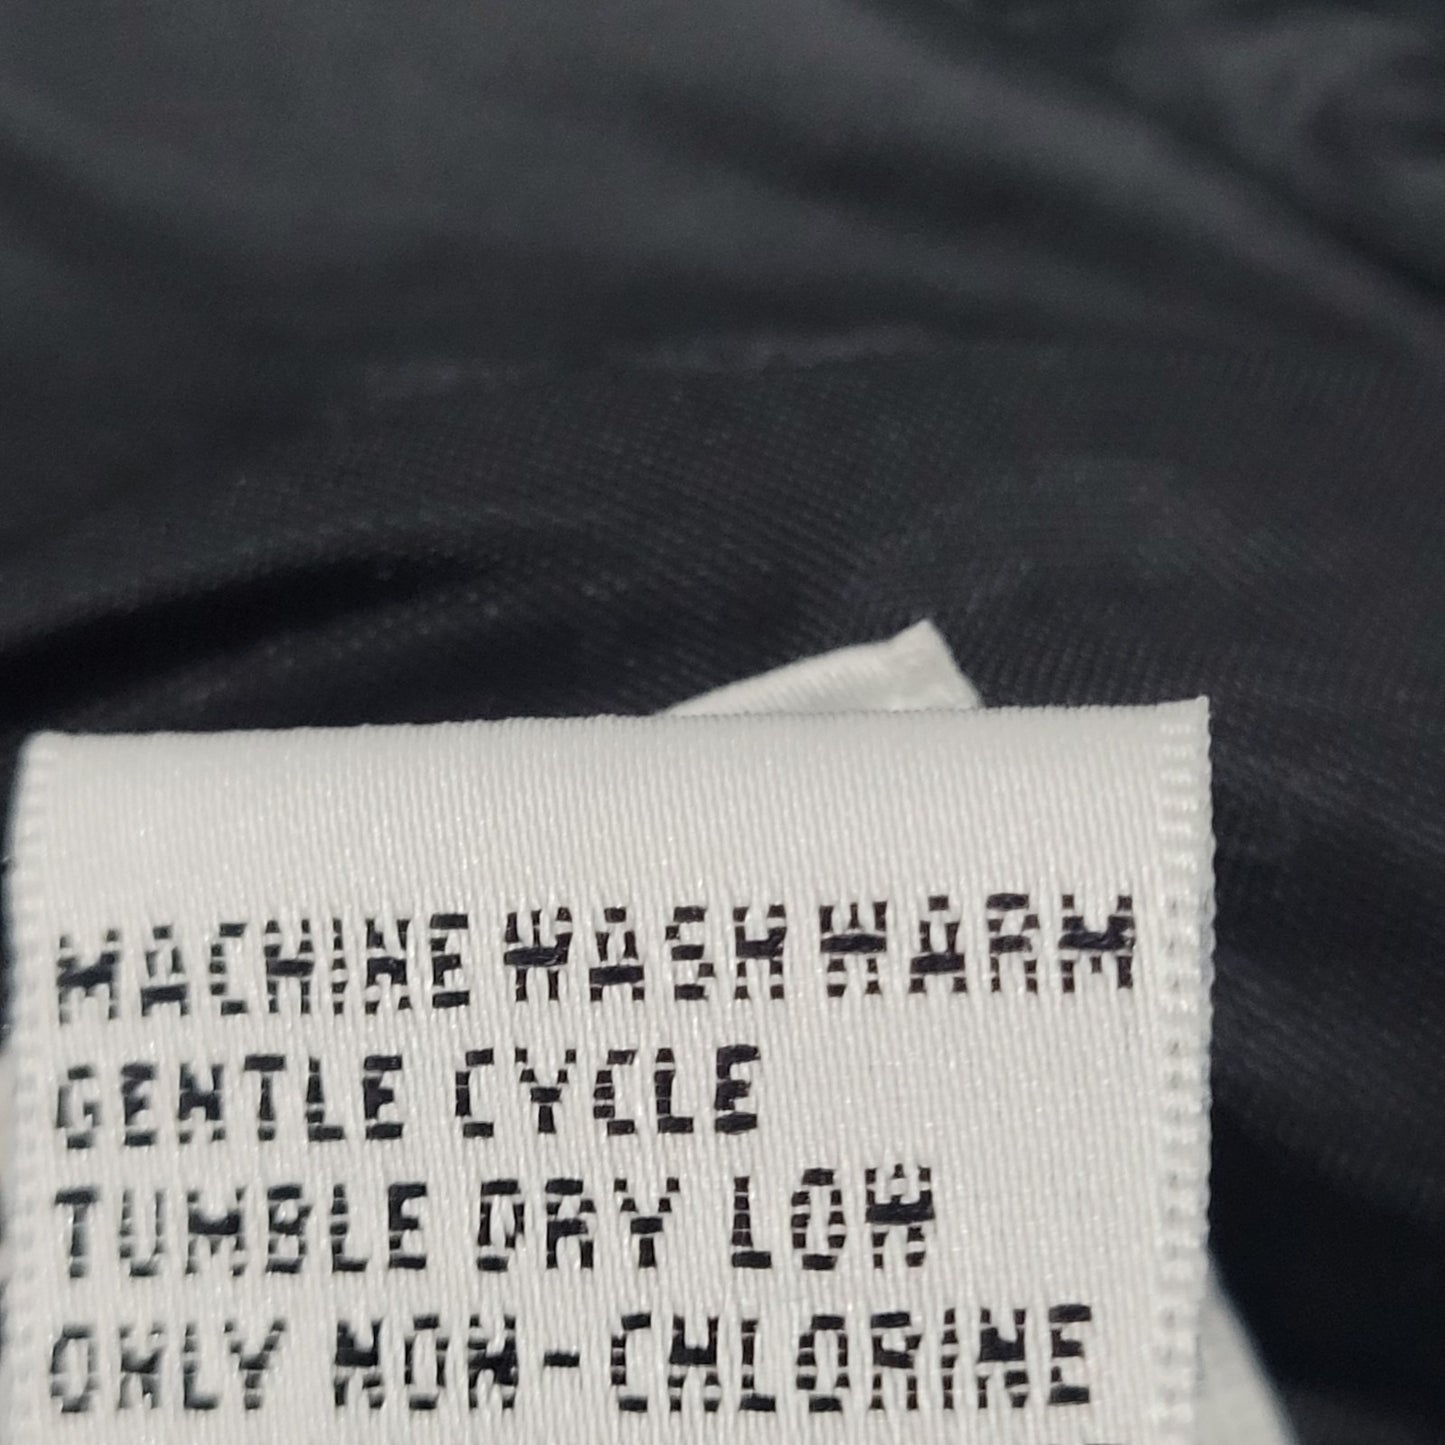 MACHINE WASH WARM
GENTLE CYCLE
TUMBLE DRY LOW
ONLY NON-CHLORINE